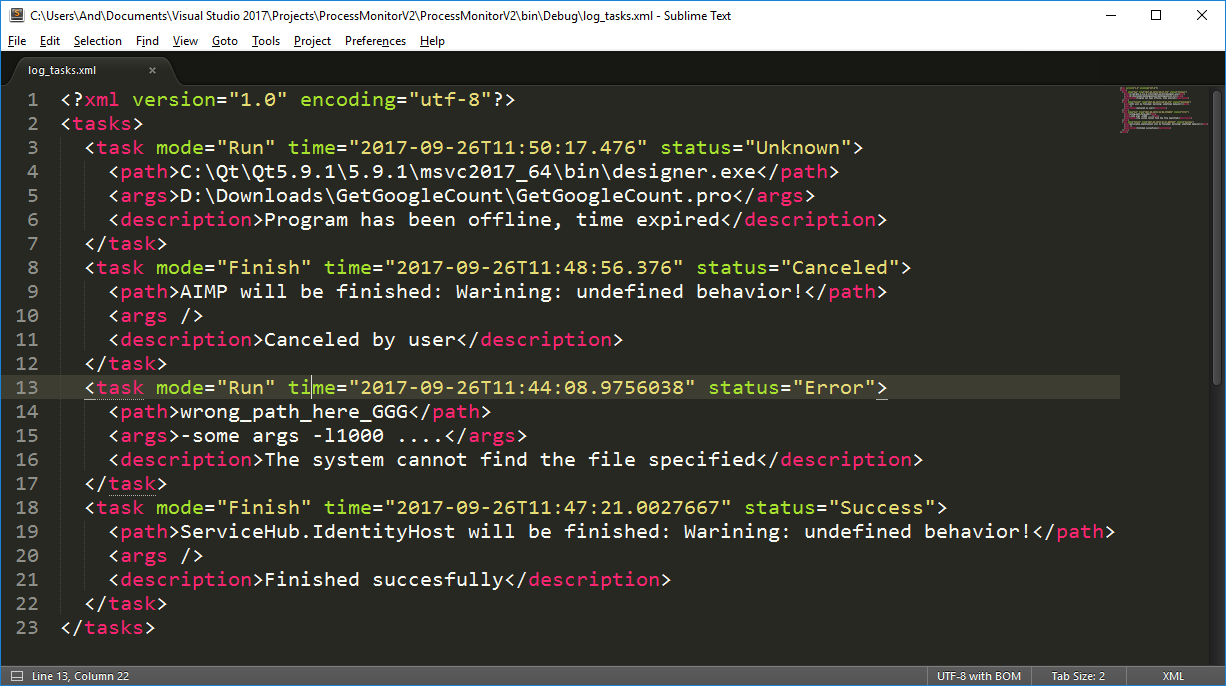 C:\Users\And\Documents\Visual Studio 2017\Projects\ProcessMonitorV2\ProcessMonitorV2\bin\Debug\log_tasks.xml - Sublime Text
File Edit Selection Find View Goto Tools Project Preferences Help
log_tasks.xml ×
1 <?xml version="1.0" encoding="utf-8"?>
2 <tasks>
3   <task mode="Run" time="2017-09-26T11:50:17.476" status="Unknown">
4     <path>C:\Qt\Qt5.9.1\5.9.1\msvc2017_64\bin\designer.exe</path>
5     <args>D:\Downloads\GetGoogleCount\GetGoogleCount.pro</args>
6     <description>Program has been offline, time expired</description>
7   </task>
8   <task mode="Finish" time="2017-09-26T11:48:56.376" status="Canceled">
9     <path>AIMP will be finished: Warining: undefined behavior!</path>
10     <args />
11     <description>Canceled by user</description>
12   </task>
13   <task mode="Run" time="2017-09-26T11:44:08.9756038" status="Error">
14     <path>wrong_path_here_GGG</path>
15     <args>-some args -l1000 ....</args>
16     <description>The system cannot find the file specified</description>
17   </task>
18   <task mode="Finish" time="2017-09-26T11:47:21.0027667" status="Success">
19     <path>ServiceHub.IdentityHost will be finished: Warining: undefined behavior!</path>
20     <args />
21     <description>Finished succesfully</description>
22   </task>
23 </tasks>
Line 13, Column 22 UTF-8 with BOM Tab Size: 2 XML